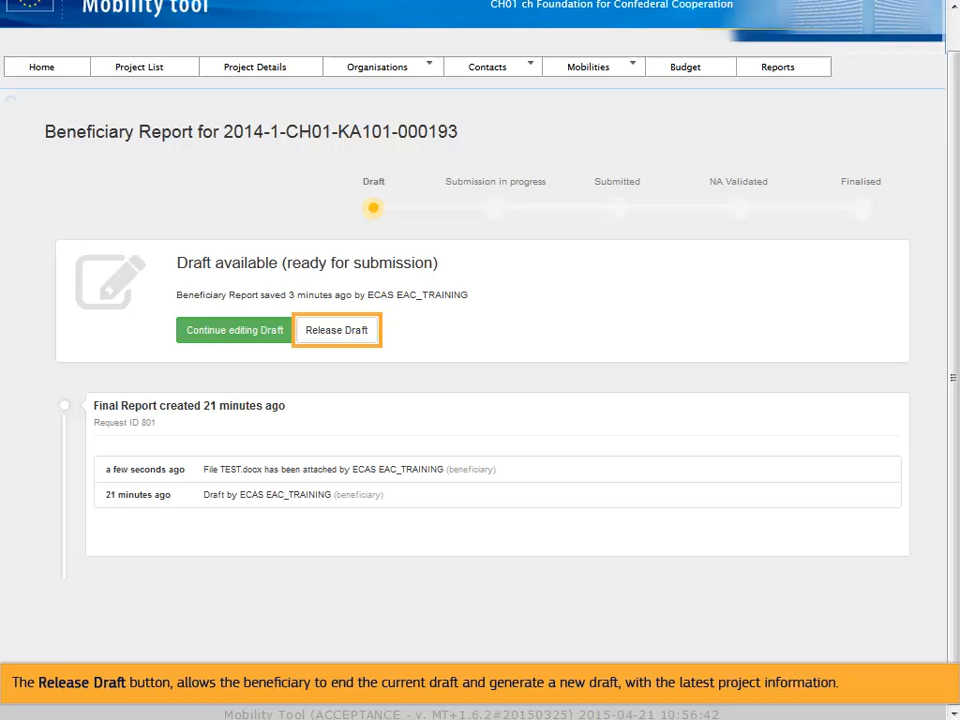 Mobility tool
CH01 ch Foundation for Confederal Cooperation
Home Project List Project Details Organisations Contacts Mobilities Budget Reports
Beneficiary Report for 2014-1-CH01-KA101-000193
Draft Submission in progress Submitted NA Validated Finalised
Draft available (ready for submission)
Beneficiary Report saved 3 minutes ago by ECAS EAC_TRAINING
Continue editing Draft Release Draft
Final Report created 21 minutes ago
Request ID 801
a few seconds ago File TEST.docx has been attached by ECAS EAC_TRAINING (beneficiary)
21 minutes ago Draft by ECAS EAC_TRAINING (beneficiary)
The Release Draft button, allows the beneficiary to end the current draft and generate a new draft, with the latest project information.
Mobility Tool (ACCEPTANCE - v. MT+1.6.2#20150325) 2015-04-21 10:56:42